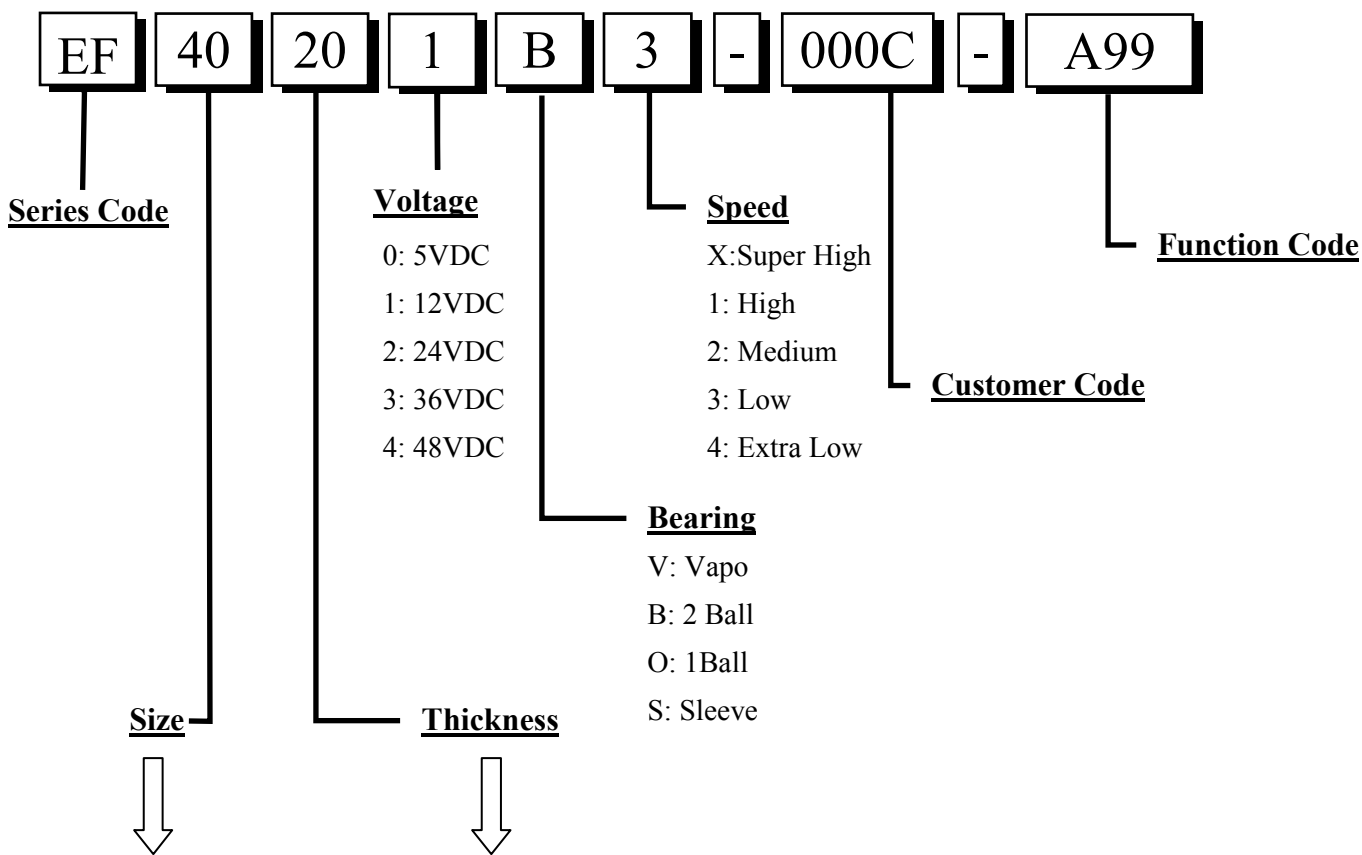 EF 40 20 1 B 3 - 000C - A99
Series Code
Voltage
0: 5VDC
1: 12VDC
2: 24VDC
3: 36VDC
4: 48VDC
Speed
X:Super High
1: High
2: Medium
3: Low
4: Extra Low
Function Code
Customer Code
Bearing
V: Vapo
B: 2 Ball
O: 1Ball
S: Sleeve
Size
Thickness